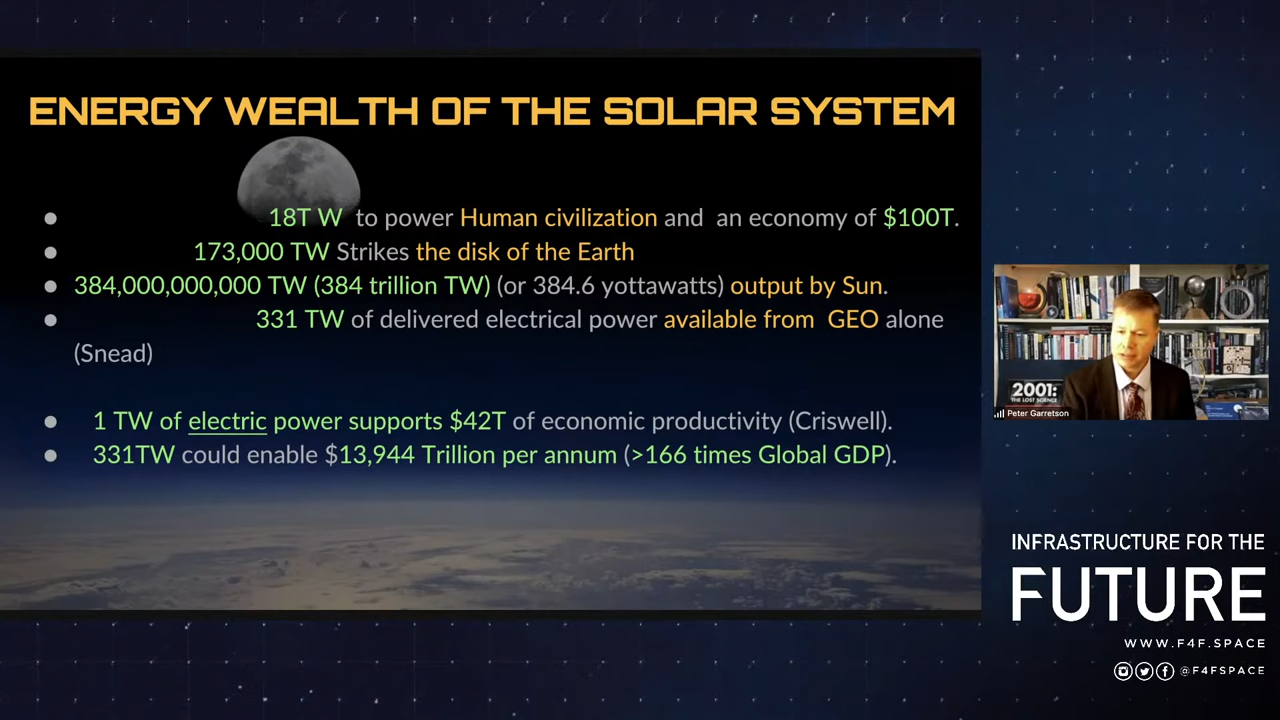 ENERGY WEALTH OF THE SOLAR SYSTEM
● 18T W to power Human civilization and an economy of $100T.
● 173,000 TW Strikes the disk of the Earth
● 384,000,000,000 TW (384 trillion TW) (or 384.6 yottawatts) output by Sun.
● 331 TW of delivered electrical power available from GEO alone
(Snead)
● 1 TW of electric power supports $42T of economic productivity (Criswell).
● 331TW could enable $13,944 Trillion per annum (>166 times Global GDP).
2001:
THE LOST SCIENCE
Peter Garretson
INFRASTRUCTURE FOR THE
FUTURE
WWW.F4F.SPACE
@F4FSPACE